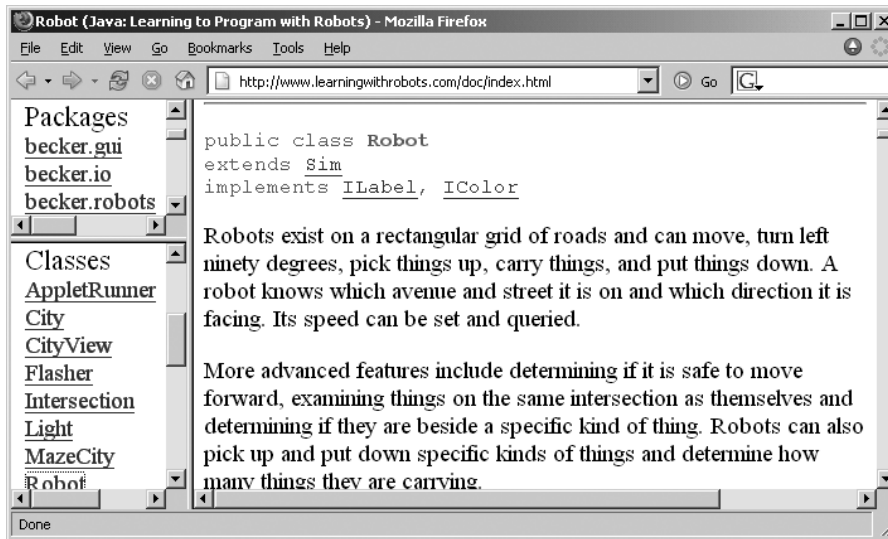 Robot (Java: Learning to Program with Robots) - Mozilla Firefox
File Edit View Go Bookmarks Tools Help
http://www.learningwithrobots.com/doc/index.html Go G
Packages
becker.gui
becker.io
becker.robots
Classes
AppletRunner
City
CityView
Flasher
Intersection
Light
MazeCity
Robot
public class Robot
extends Sim
implements ILabel, IColor
Robots exist on a rectangular grid of roads and can move, turn left
ninety degrees, pick things up, carry things, and put things down. A
robot knows which avenue and street it is on and which direction it is
facing. Its speed can be set and queried.
More advanced features include determining if it is safe to move
forward, examining things on the same intersection as themselves and
determining if they are beside a specific kind of thing. Robots can also
pick up and put down specific kinds of things and determine how
many things they are carrying.
Done